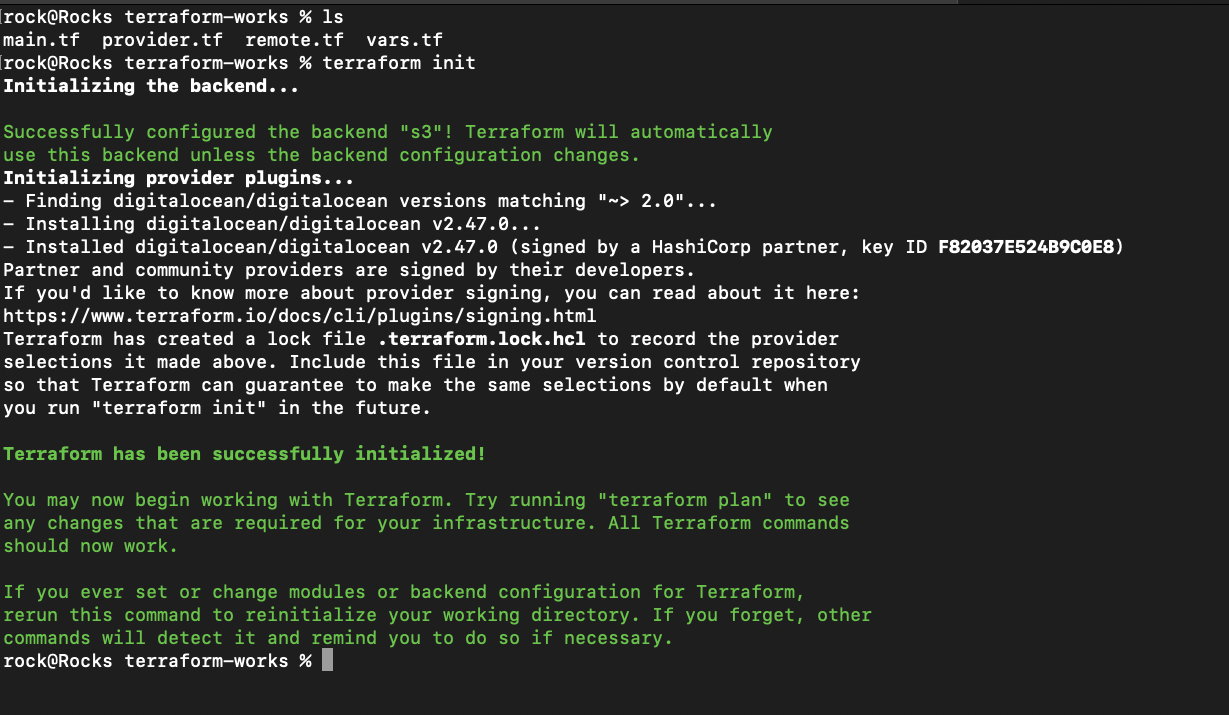 rock@Rocks terraform-works % ls
main.tf  provider.tf  remote.tf  vars.tf
rock@Rocks terraform-works % terraform init
Initializing the backend...
Successfully configured the backend "s3"! Terraform will automatically
use this backend unless the backend configuration changes.
Initializing provider plugins...
- Finding digitalocean/digitalocean versions matching "~> 2.0"...
- Installing digitalocean/digitalocean v2.47.0...
- Installed digitalocean/digitalocean v2.47.0 (signed by a HashiCorp partner, key ID F82037E524B9C0E8)
Partner and community providers are signed by their developers.
If you'd like to know more about provider signing, you can read about it here:
https://www.terraform.io/docs/cli/plugins/signing.html
Terraform has created a lock file .terraform.lock.hcl to record the provider
selections it made above. Include this file in your version control repository
so that Terraform can guarantee to make the same selections by default when
you run "terraform init" in the future.
Terraform has been successfully initialized!
You may now begin working with Terraform. Try running "terraform plan" to see
any changes that are required for your infrastructure. All Terraform commands
should now work.
If you ever set or change modules or backend configuration for Terraform,
rerun this command to reinitialize your working directory. If you forget, other
commands will detect it and remind you to do so if necessary.
rock@Rocks terraform-works %